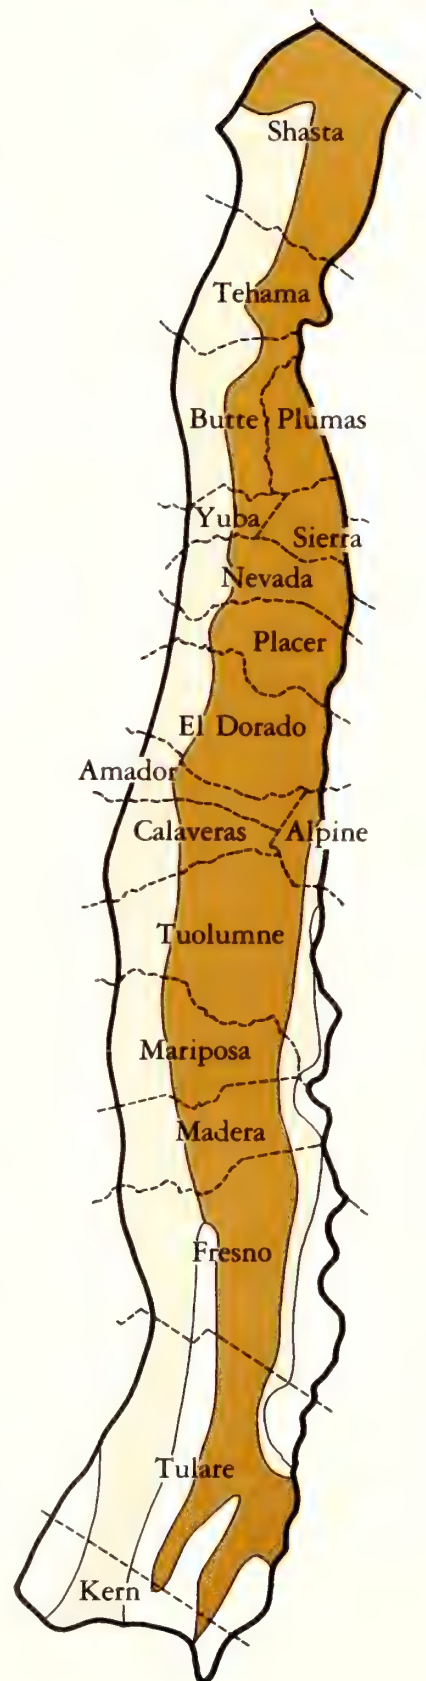 Shasta
Tehama
Butte Plumas
Yuba
Sierra
Nevada
Placer
El Dorado
Amador
Calaveras Alpine
Tuolumne
Mariposa
Madera
Fresno
Tulare
Kern